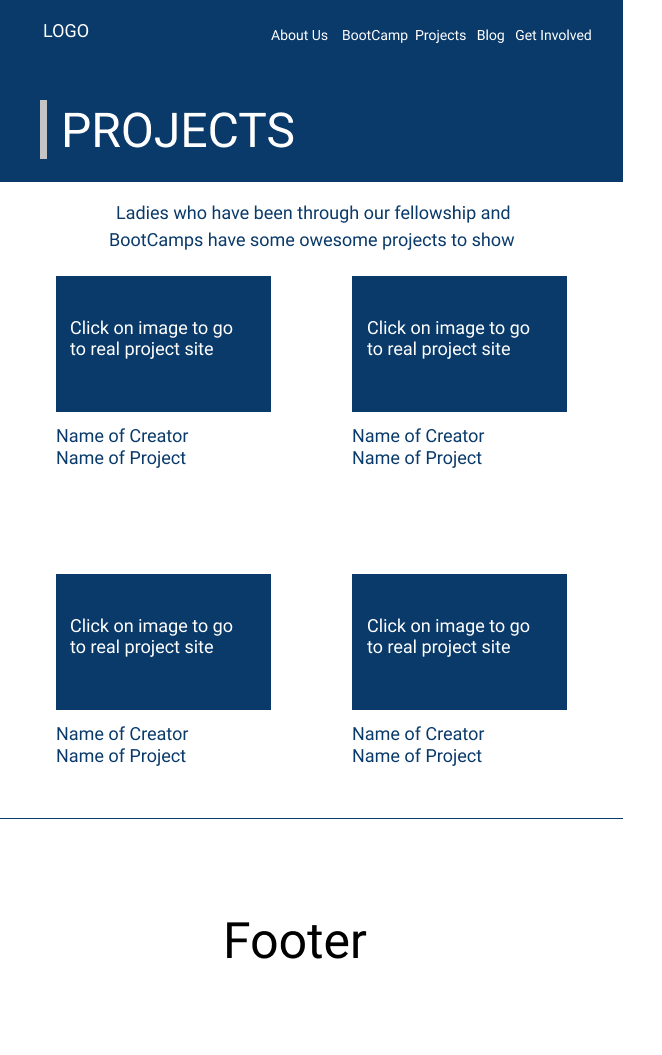 LOGO
About Us BootCamp Projects Blog Get Involved
PROJECTS
Ladies who have been through our fellowship and
BootCamps have some owesome projects to show
Click on image to go
to real project site
Name of Creator
Name of Project
Click on image to go
to real project site
Name of Creator
Name of Project
Click on image to go
to real project site
Name of Creator
Name of Project
Click on image to go
to real project site
Name of Creator
Name of Project
Footer